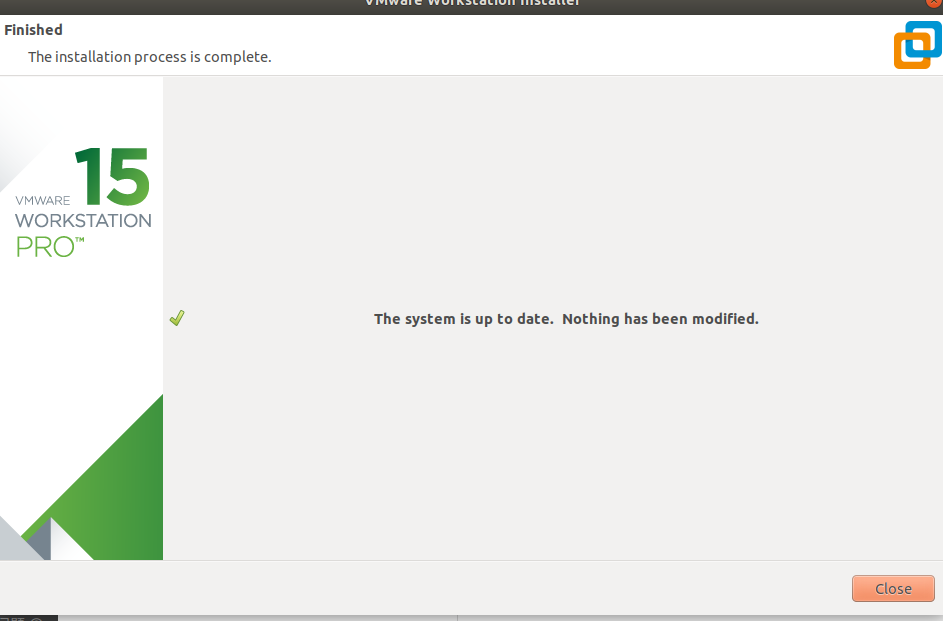 VMware Workstation Installer
Finished
The installation process is complete.
15
VMWARE
WORKSTATION
PRO™
The system is up to date.  Nothing has been modified.
Close